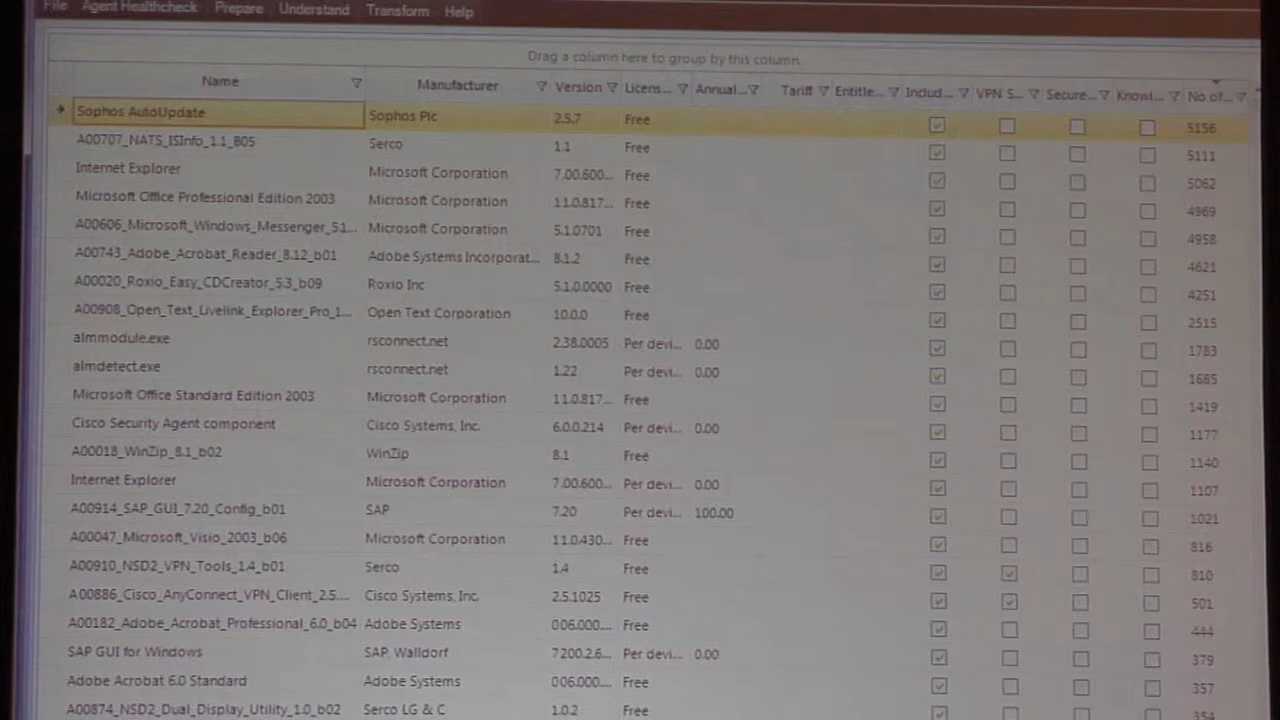 File Agent Healthcheck Prepare Understand Transform Help
Drag a column here to group by this column.
Name Manufacturer Version Licens... Annual... Tariff Entitle... Includ... VPN S... Secure... Knowl... No of...
Sophos AutoUpdate Sophos Plc 2.5.7 Free 5156
A00707_NATS_ISInfo_1.1_B05 Serco 1.1 Free 5111
Internet Explorer Microsoft Corporation 7.00.600... Free 5062
Microsoft Office Professional Edition 2003 Microsoft Corporation 11.0.817... Free 4969
A00606_Microsoft_Windows_Messenger_5.1... Microsoft Corporation 5.1.0701 Free 4958
A00743_Adobe_Acrobat_Reader_8.12_b01 Adobe Systems Incorporat... 8.1.2 Free 4621
A00020_Roxio_Easy_CDCreator_5.3_b09 Roxio Inc 5.1.0.0000 Free 4251
A00908_Open_Text_Livelink_Explorer_Pro_1... Open Text Corporation 10.0.0 Free 2515
almmodule.exe rsconnect.net 2.38.0005 Per devi... 0.00 1783
almdetect.exe rsconnect.net 1.22 Per devi... 0.00 1685
Microsoft Office Standard Edition 2003 Microsoft Corporation 11.0.817... Free 1419
Cisco Security Agent component Cisco Systems, Inc. 6.0.0.214 Per devi... 0.00 1177
A00018_WinZip_8.1_b02 WinZip 8.1 Free 1140
Internet Explorer Microsoft Corporation 7.00.600... Per devi... 0.00 1107
A00914_SAP_GUI_7.20_Config_b01 SAP 7.20 Per devi... 100.00 1021
A00047_Microsoft_Visio_2003_b06 Microsoft Corporation 11.0.430... Free 816
A00910_NSD2_VPN_Tools_1.4_b01 Serco 1.4 Free 810
A00886_Cisco_AnyConnect_VPN_Client_2.5.... Cisco Systems, Inc. 2.5.1025 Free 501
A00182_Adobe_Acrobat_Professional_6.0_b04 Adobe Systems 006.000.... Free 444
SAP GUI for Windows SAP, Walldorf 7200.2.6... Per devi... 0.00 379
Adobe Acrobat 6.0 Standard Adobe Systems 006.000.... Free 357
A00874_NSD2_Dual_Display_Utility_1.0_b02 Serco LG & C 1.0.2 Free 354